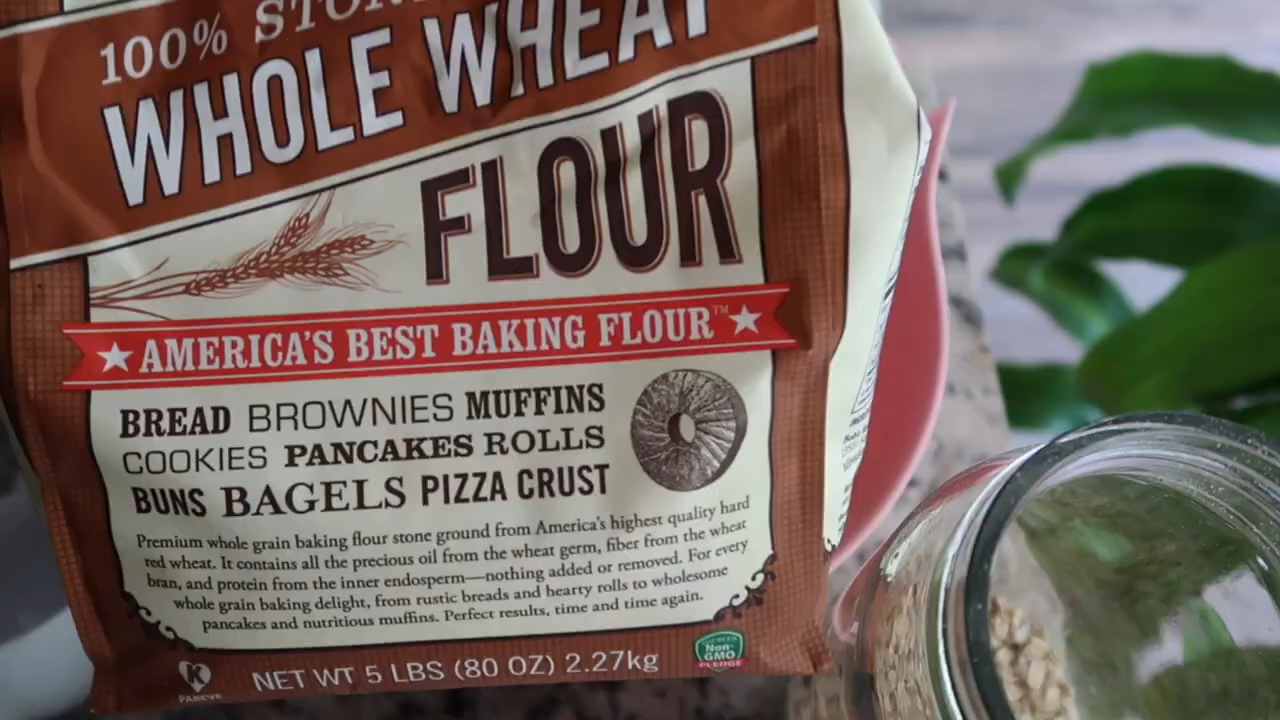 100%
WHOLE WHEAT
FLOUR
AMERICA'S BEST BAKING FLOUR™
BREAD BROWNIES MUFFINS
COOKIES PANCAKES ROLLS
BUNS BAGELS PIZZA CRUST
Premium whole grain baking flour stone ground from America's highest quality hard
red wheat. It contains all the precious oil from the wheat germ, fiber from the wheat
bran, and protein from the inner endosperm—nothing added or removed. For every
whole grain baking delight, from rustic breads and hearty rolls to wholesome
pancakes and nutritious muffins. Perfect results, time and time again.
K
PAREVE
NET WT 5 LBS (80 OZ) 2.27kg
Non-
GMO
PLEDGE